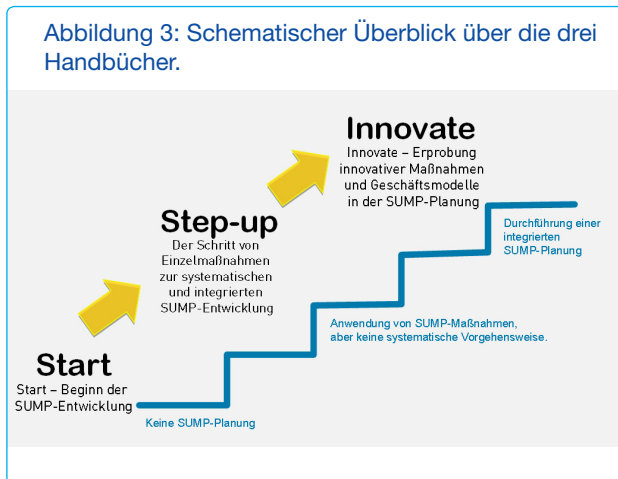 Abbildung 3: Schematischer Überblick über die drei
Handbücher.
Innovate
Innovate – Erprobung
innovativer Maßnahmen
und Geschäftsmodelle
in der SUMP-Planung
Step-up
Der Schritt von
Einzelmaßnahmen
zur systematischen
und integrierten
SUMP-Entwicklung
Durchführung einer
integrierten
SUMP-Planung
Anwendung von SUMP-Maßnahmen,
aber keine systematische Vorgehensweise.
Start
Start – Beginn der
SUMP-Entwicklung
Keine SUMP-Planung